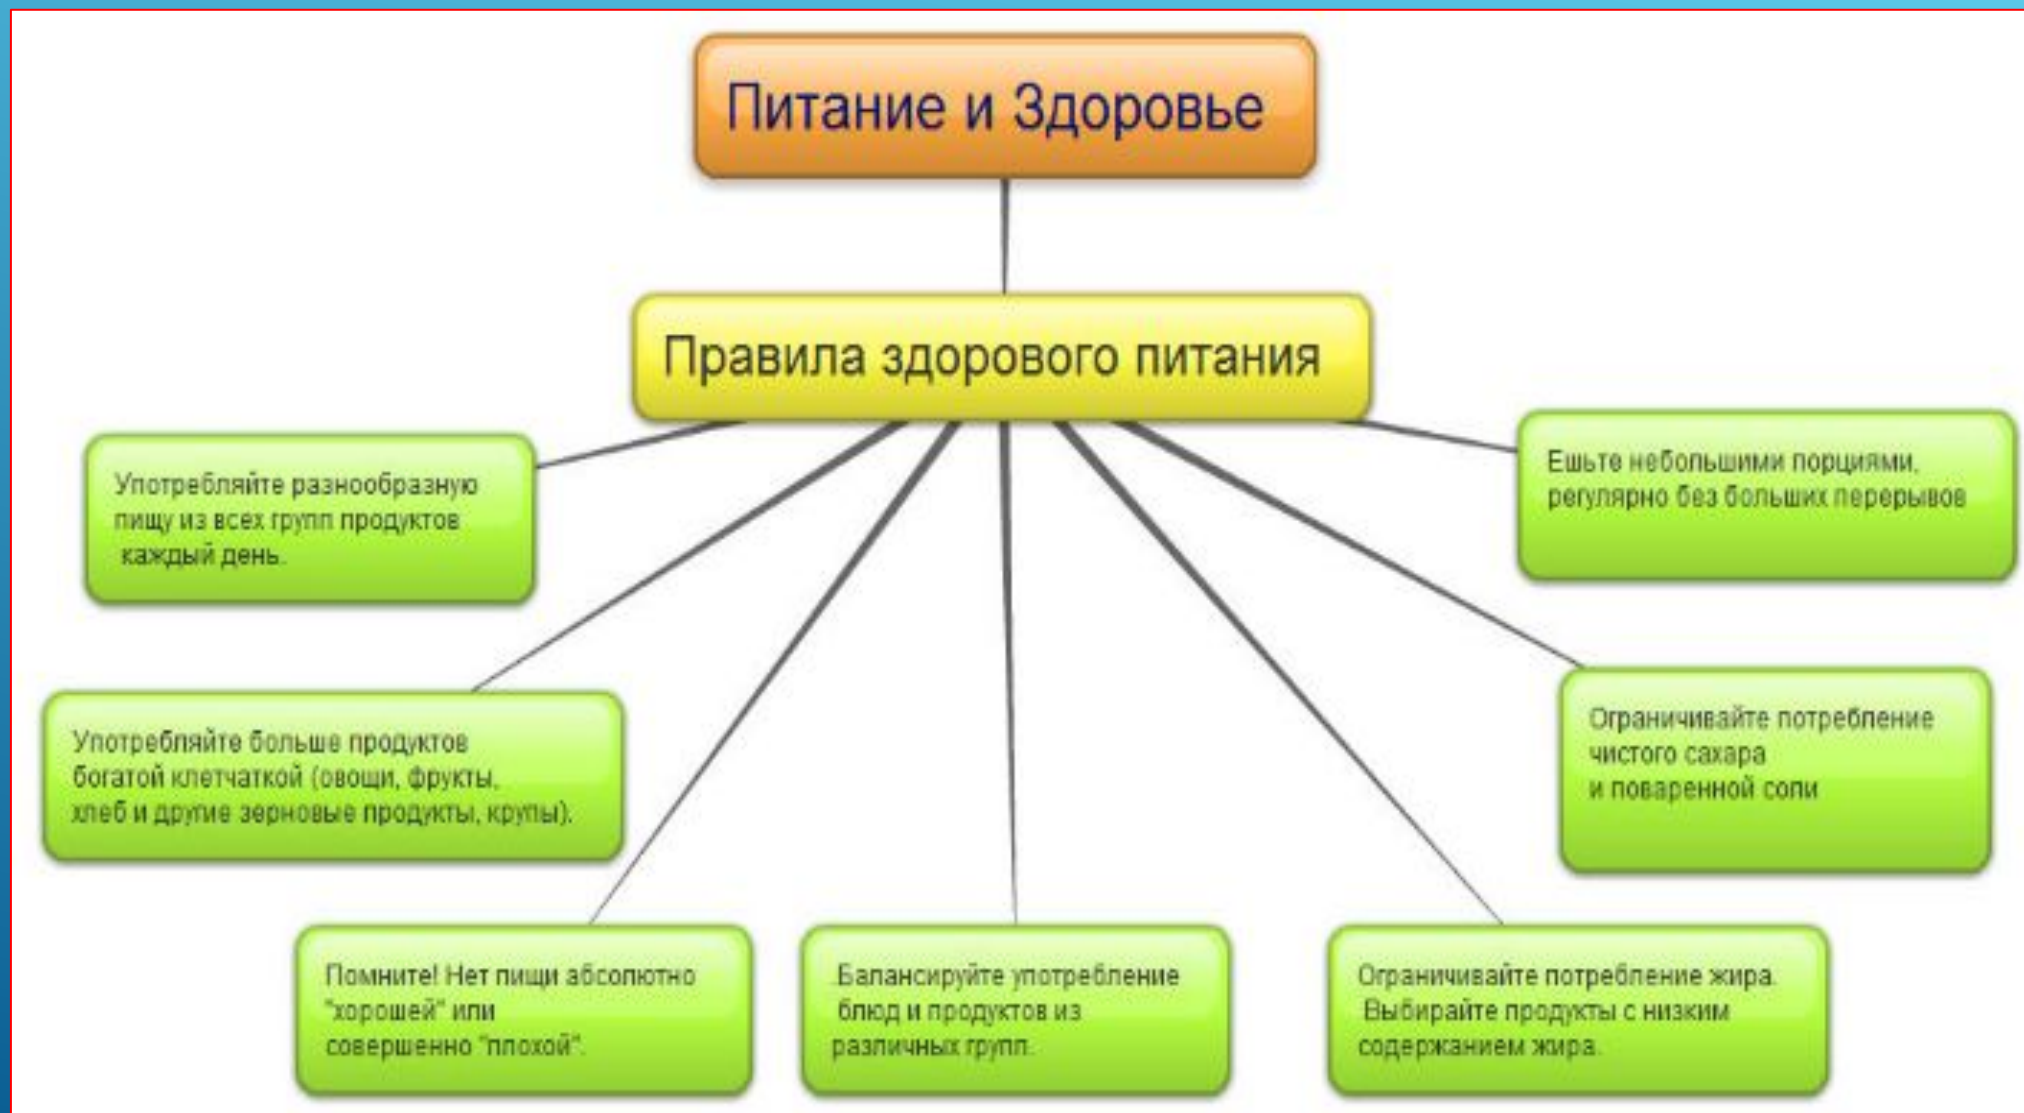 Питание и Здоровье
Правила здорового питания
Употребляйте разнообразную
пищу из всех групп продуктов
каждый день.
Ешьте небольшими порциями,
регулярно без больших перерывов
Употребляйте больше продуктов
богатой клетчаткой (овощи, фрукты,
хлеб и другие зерновые продукты, крупы).
Ограничивайте потребление
чистого сахара
и поваренной соли
Помните! Нет пищи абсолютно
"хорошей" или
совершенно "плохой".
.Балансируйте употребление
блюд и продуктов из
различных групп.
Ограничивайте потребление жира.
Выбирайте продукты с низким
содержанием жира.